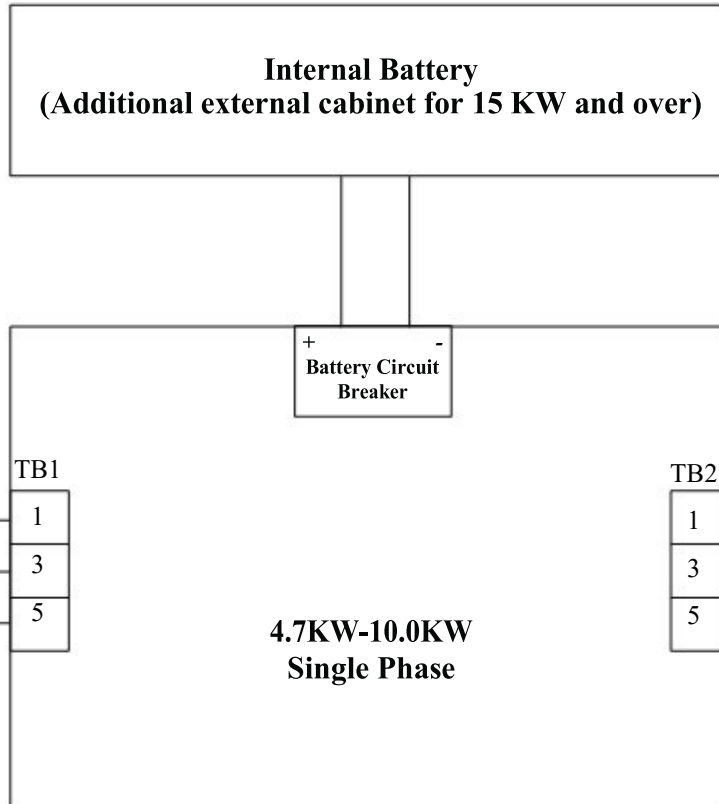 Internal Battery
(Additional external cabinet for 15 KW and over)
+ -
Battery Circuit
Breaker
TB1
1
3
5
TB2
1
3
5
4.7KW-10.0KW
Single Phase